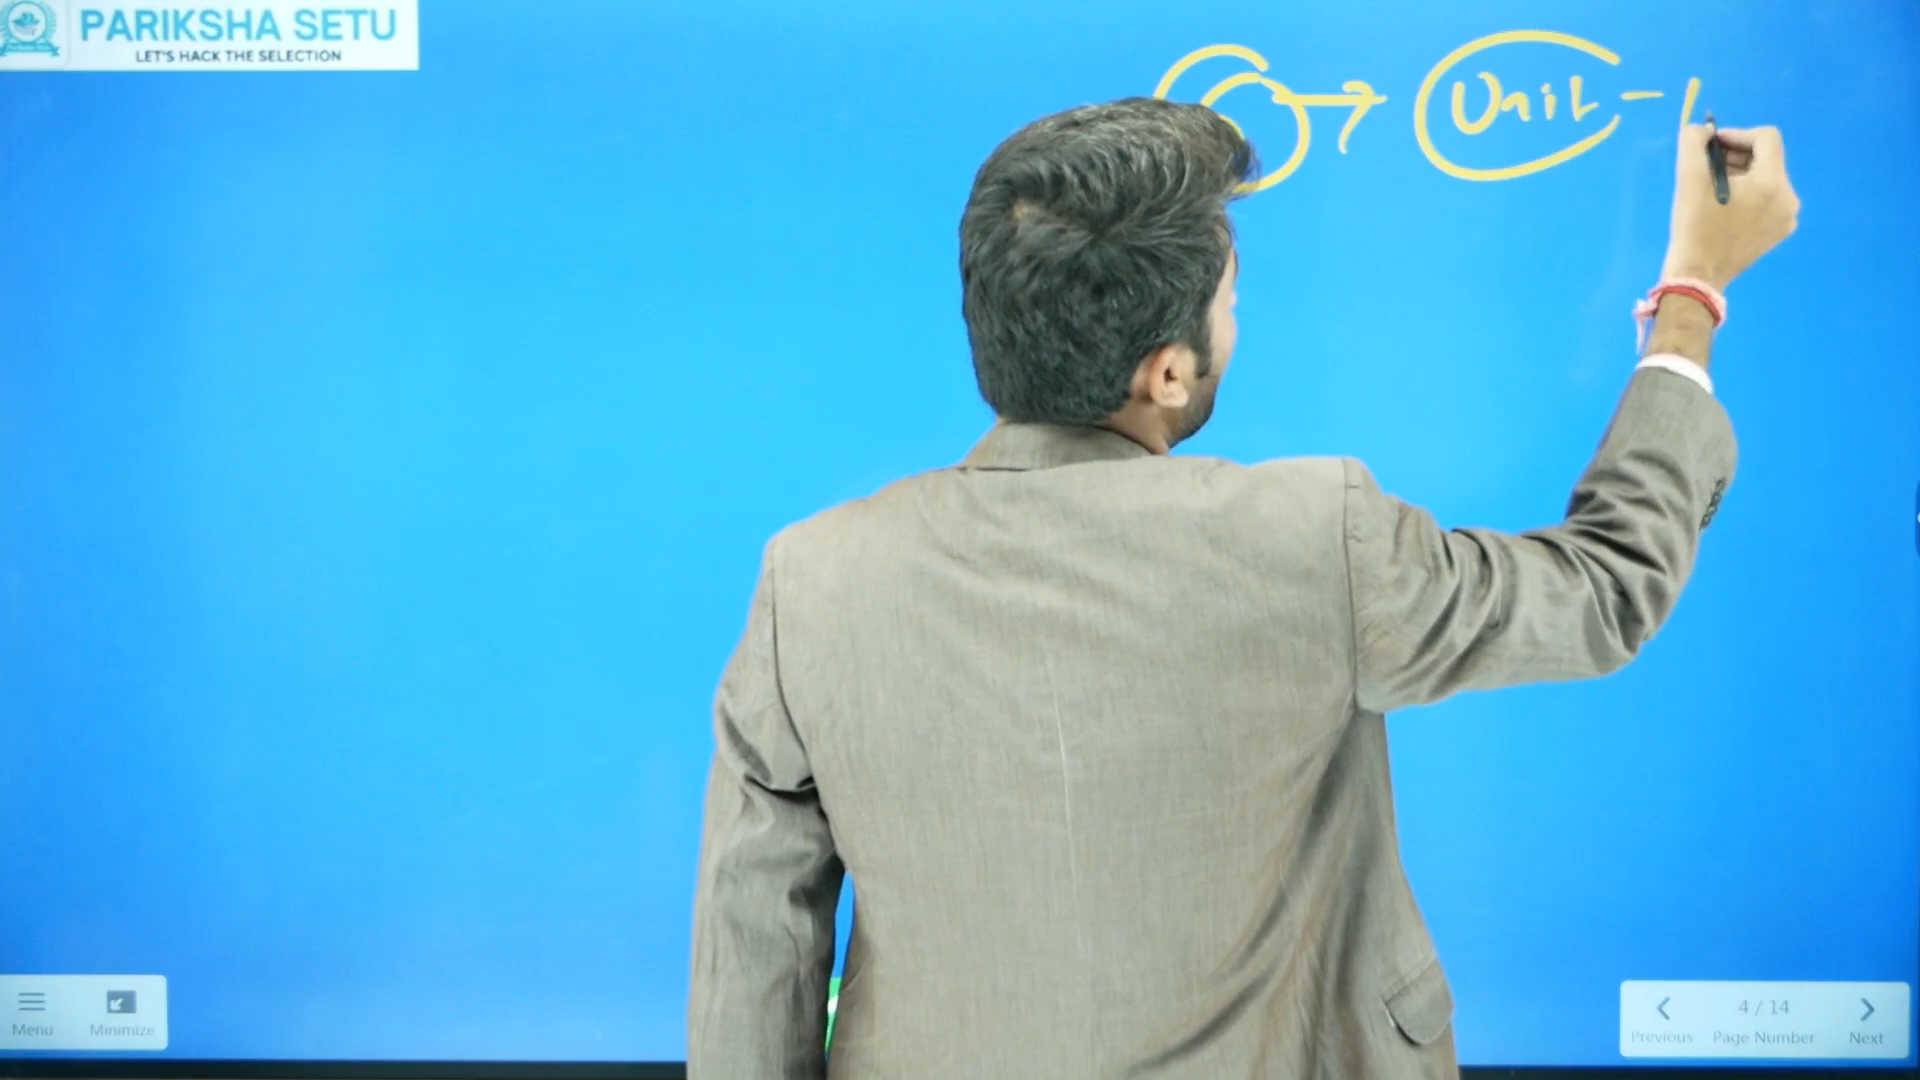 PARIKSHA SETU
LET'S HACK THE SELECTION
Unit -
Menu
Minimize
4 / 14
Previous
Page Number
Next